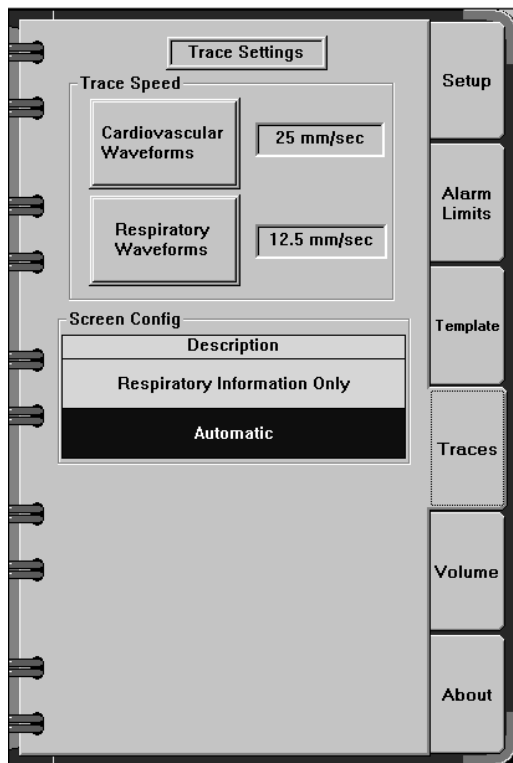 Trace Settings
Trace Speed
Cardiovascular
Waveforms
25 mm/sec
Respiratory
Waveforms
12.5 mm/sec
Screen Config
Description
Respiratory Information Only
Automatic
Setup
Alarm
Limits
Template
Traces
Volume
About